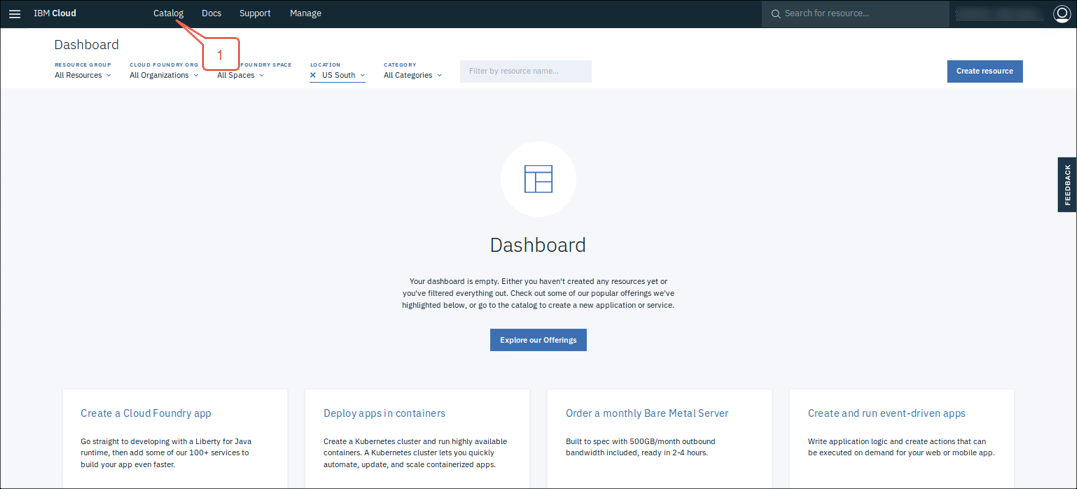 IBM Cloud Catalog Docs Support Manage Search for resource...
1
Dashboard
RESOURCE GROUP CLOUD FOUNDRY ORG FOUNDRY SPACE LOCATION CATEGORY
All Resources All Organizations All Spaces US South All Categories Filter by resource name... Create resource
FEEDBACK
Dashboard
Your dashboard is empty. Either you haven't created any resources yet or
you've filtered everything out. Check out some of our popular offerings we've
highlighted below, or go to the catalog to create a new application or service.
Explore our Offerings
Create a Cloud Foundry app
Go straight to developing with a Liberty for Java
runtime, then add some of our 100+ services to
build your app even faster.
Deploy apps in containers
Create a Kubernetes cluster and run highly available
containers. A Kubernetes cluster lets you quickly
automate, update, and scale containerized apps.
Order a monthly Bare Metal Server
Built to spec with 500GB/month outbound
bandwidth included, ready in 2-4 hours.
Create and run event-driven apps
Write application logic and create actions that can
be executed on demand for your web or mobile app.